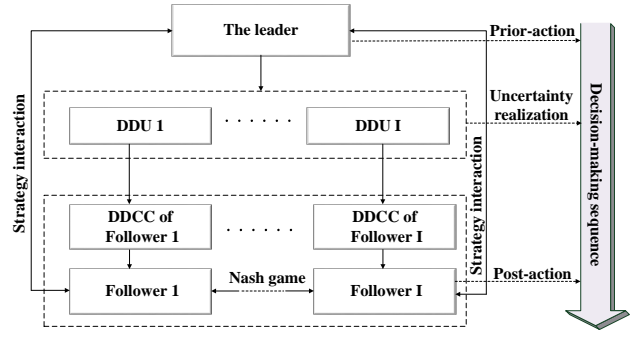 The leader
Prior-action
Strategy interaction
Uncertainty
realization
DDU 1
. . . . . .
DDU I
Decision-making sequence
Strategy interaction
DDCC of
Follower 1
. . . . . .
DDCC of
Follower I
Follower 1
Nash game
Follower I
Post-action